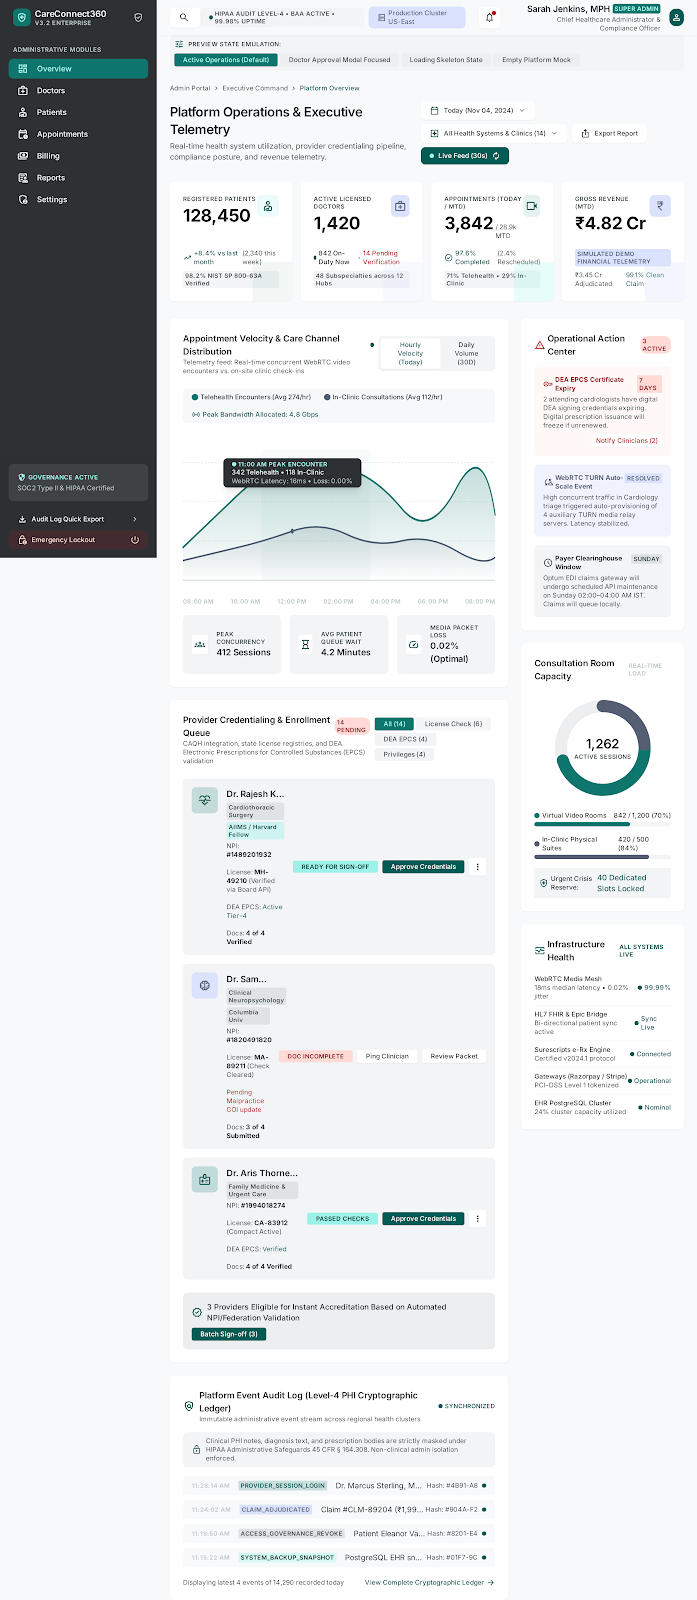 CareConnect360
V3.2 ENTERPRISE
ADMINISTRATIVE MODULES
Overview
Doctors
Patients
Appointments
Billing
Reports
Settings
GOVERNANCE ACTIVE
SOC2 Type II & HIPAA Certified
Audit Log Quick Export
Emergency Lockout
HIPAA AUDIT LEVEL-4 • BAA ACTIVE •
99.98% UPTIME
Production Cluster
US-East
Sarah Jenkins, MPH SUPER ADMIN
Chief Healthcare Administrator &
Compliance Officer
PREVIEW STATE EMULATION:
Active Operations (Default)
Doctor Approval Modal Focused
Loading Skeleton State
Empty Platform Mock
Admin Portal > Executive Command > Platform Overview
Platform Operations & Executive
Telemetry
Real-time health system utilization, provider credentialing pipeline,
compliance posture, and revenue telemetry.
Today (Nov 04, 2024)
All Health Systems & Clinics (14)
Export Report
Live Feed (30s)
REGISTERED PATIENTS
128,450
+8.4% vs last
month
(2,340 this
week)
98.2% NIST SP 800-63A
Verified
ACTIVE LICENSED
DOCTORS
1,420
842 On-
Duty Now
14 Pending
Verification
48 Subspecialties across 12
Hubs
APPOINTMENTS (TODAY
/ MTD)
3,842 / 28.9k
MTD
97.6%
Completed
(2.4%
Rescheduled)
71% Telehealth • 29% In-
Clinic
GROSS REVENUE
(MTD)
₹4.82 Cr
SIMULATED DEMO
FINANCIAL TELEMETRY
₹3.45 Cr
Adjudicated
99.1% Clean
Claim
Appointment Velocity & Care Channel
Distribution
Telemetry feed: Real-time concurrent WebRTC video
encounters vs. on-site clinic check-ins
Hourly
Velocity
(Today)
Daily
Volume
(30D)
Telehealth Encounters (Avg 274/hr)
In-Clinic Consultations (Avg 112/hr)
Peak Bandwidth Allocated: 4.8 Gbps
11:00 AM PEAK ENCOUNTER
342 Telehealth • 118 In-Clinic
WebRTC Latency: 16ms • Loss: 0.00%
08:00 AM 10:00 AM 12:00 PM 02:00 PM 04:00 PM 06:00 PM 08:00 PM
PEAK
CONCURRENCY
412 Sessions
AVG PATIENT
QUEUE WAIT
4.2 Minutes
MEDIA PACKET
LOSS
0.02%
(Optimal)
Operational Action
Center
3
ACTIVE
DEA EPCS Certificate
Expiry
7
DAYS
2 attending cardiologists have digital
DEA signing credentials expiring.
Digital prescription issuance will
freeze if unrenewed.
Notify Clinicians (2)
WebRTC TURN Auto-
Scale Event
RESOLVED
High concurrent traffic in Cardiology
triage triggered auto-provisioning of
4 auxiliary TURN media relay
servers. Latency stabilized.
Payer Clearinghouse
Window
SUNDAY
Optum EDI claims gateway will
undergo scheduled API maintenance
on Sunday 02:00–04:00 AM IST.
Claims will queue locally.
Consultation Room
Capacity
REAL-TIME
LOAD
1,262
ACTIVE SESSIONS
Virtual Video Rooms 842 / 1,200 (70%)
In-Clinic Physical
Suites
420 / 500
(84%)
Urgent Crisis
Reserve:
40 Dedicated
Slots Locked
Infrastructure
Health
ALL SYSTEMS
LIVE
WebRTC Media Mesh
18ms median latency • 0.02%
jitter
99.99%
HL7 FHIR & Epic Bridge
Bi-directional patient sync
active
Sync
Live
Surescripts e-Rx Engine
Certified v2024.1 protocol
Connected
Gateways (Razorpay / Stripe)
PCI-DSS Level 1 tokenized
Operational
EHR PostgreSQL Cluster
24% cluster capacity utilized
Nominal
Provider Credentialing & Enrollment
Queue
14
PENDING
CAQH integration, state license registries, and DEA
Electronic Prescriptions for Controlled Substances (EPCS)
validation
All (14)
License Check (6)
DEA EPCS (4)
Privileges (4)
Dr. Rajesh K...
Cardiothoracic
Surgery
AIIMS / Harvard
Fellow
NPI:
#1489201932
License: MH-
49210 (Verified
via Board API)
DEA EPCS: Active
Tier-4
Docs: 4 of 4
Verified
READY FOR SIGN-OFF
Approve Credentials
Dr. Sam...
Clinical
Neuropsychology
Columbia
Univ
NPI:
#1820491820
License: MA-
89211 (Check
Cleared)
Pending
Malpractice
COI update
Docs: 3 of 4
Submitted
DOC INCOMPLETE
Ping Clinician
Review Packet
Dr. Aris Thorne...
Family Medicine &
Urgent Care
NPI: #1994018274
License: CA-83912
(Compact Active)
DEA EPCS: Verified
Docs: 4 of 4 Verified
PASSED CHECKS
Approve Credentials
3 Providers Eligible for Instant Accreditation Based on Automated
NPI/Federation Validation
Batch Sign-off (3)
Platform Event Audit Log (Level-4 PHI Cryptographic
Ledger)
Immutable administrative event stream across regional health clusters
SYNCHRONIZED
Clinical PHI notes, diagnosis text, and prescription bodies are strictly masked under
HIPAA Administrative Safeguards 45 CFR § 164.308. Non-clinical admin isolation
enforced.
11:28:14 AM PROVIDER_SESSION_LOGIN Dr. Marcus Sterling, M... Hash: #4B91-A8
11:24:02 AM CLAIM_ADJUDICATED Claim #CLM-89204 (₹1,99... Hash: #904A-F2
11:19:50 AM ACCESS_GOVERNANCE_REVOKE Patient Eleanor Va... Hash: #8201-E4
11:15:22 AM SYSTEM_BACKUP_SNAPSHOT PostgreSQL EHR sn... Hash: #01F7-9C
Displaying latest 4 events of 14,290 recorded today
View Complete Cryptographic Ledger →